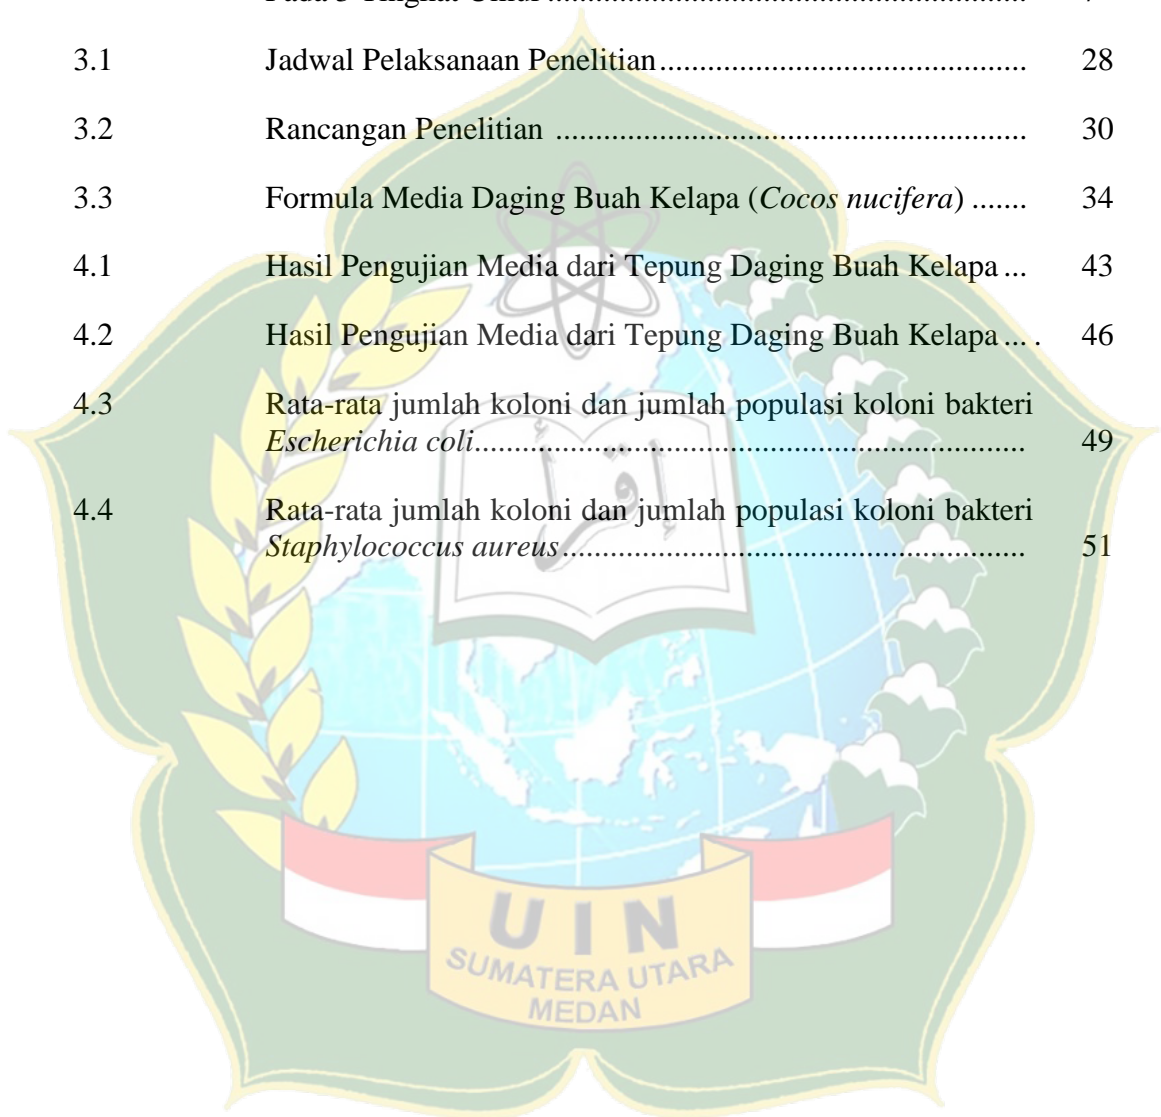 3.1 Jadwal Pelaksanaan Penelitian............................................. 28
3.2 Rancangan Penelitian .......................................................... 30
3.3 Formula Media Daging Buah Kelapa (Cocos nucifera) ....... 34
4.1 Hasil Pengujian Media dari Tepung Daging Buah Kelapa ... 43
4.2 Hasil Pengujian Media dari Tepung Daging Buah Kelapa ... . 46
4.3 Rata-rata jumlah koloni dan jumlah populasi koloni bakteri
Escherichia coli.................................................................... 49
4.4 Rata-rata jumlah koloni dan jumlah populasi koloni bakteri
Staphylococcus aureus......................................................... 51
UIN
SUMATERA UTARA
MEDAN